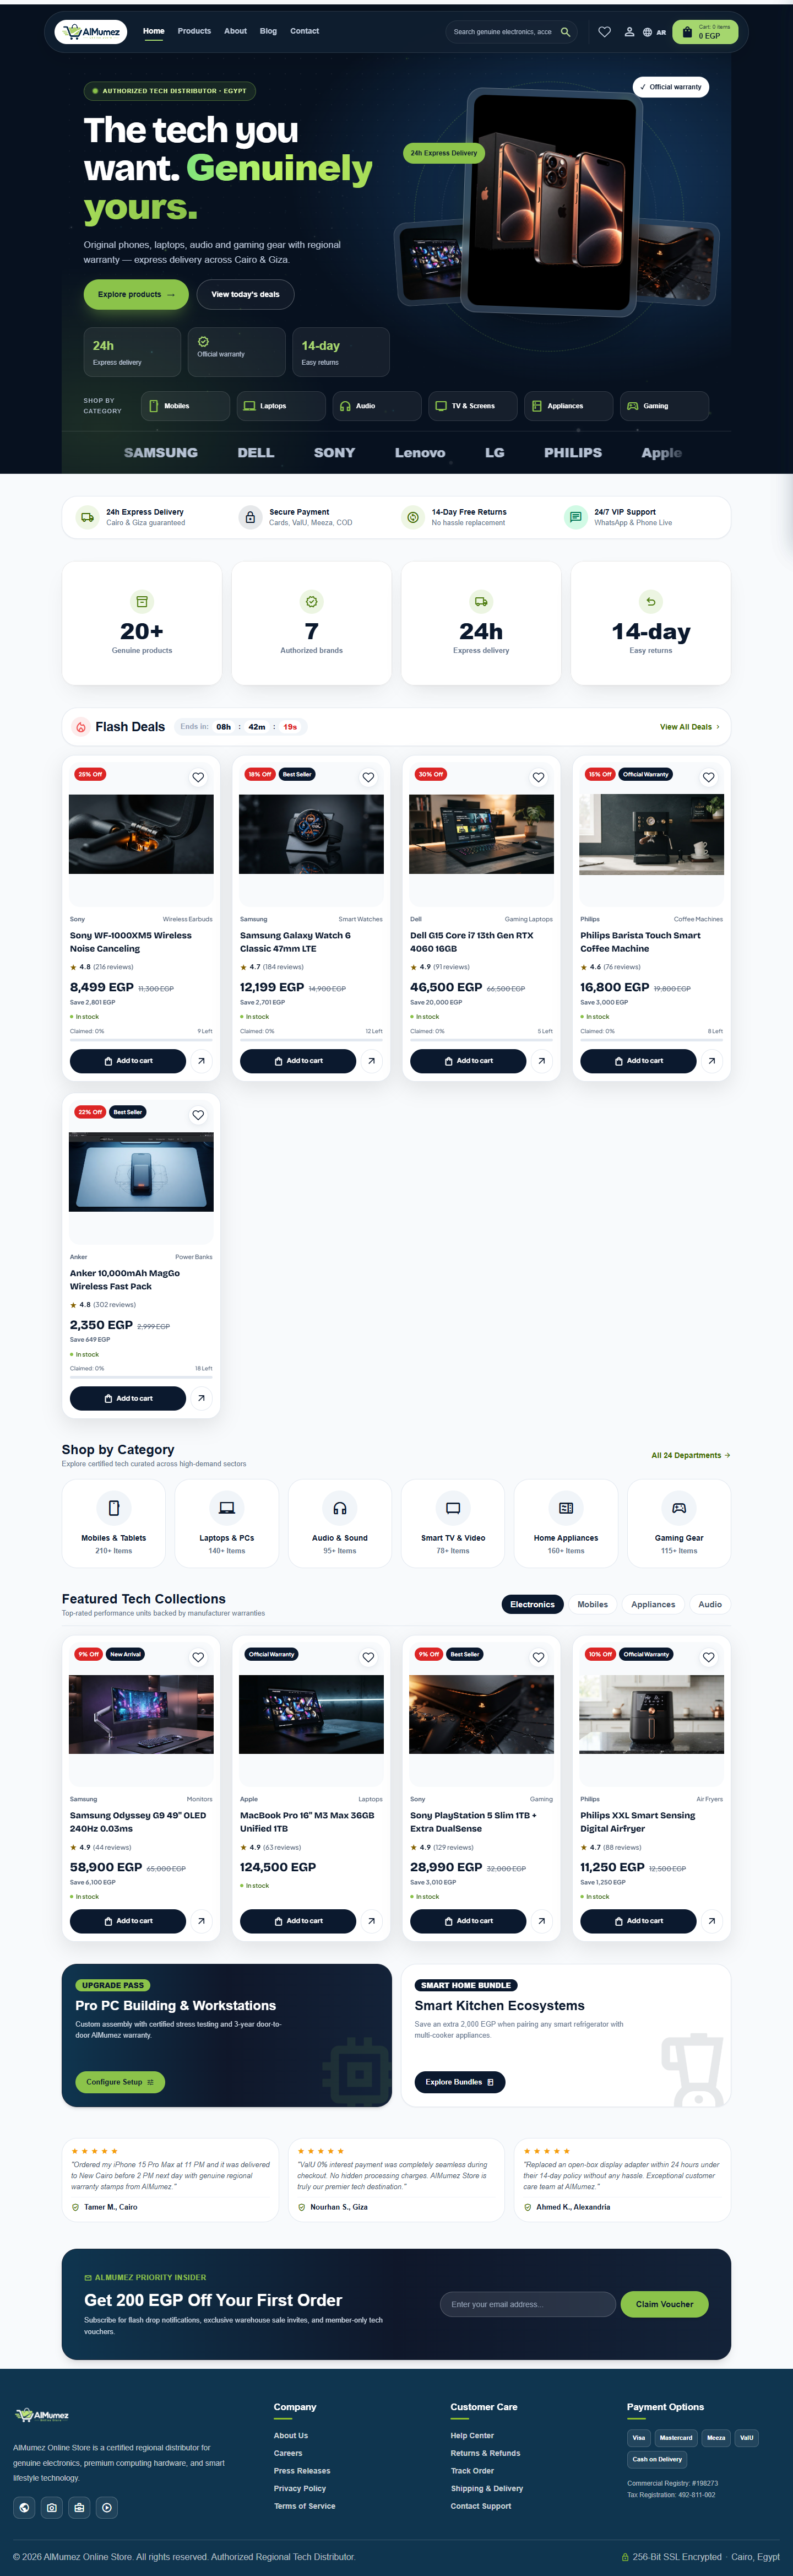 AlMumez
Home Products About Blog Contact
Search genuine electronics, acce
AR
Cart: 0 items
0 EGP
AUTHORIZED TECH DISTRIBUTOR · EGYPT
The tech you
want. Genuinely
yours.
Original phones, laptops, audio and gaming gear with regional
warranty — express delivery across Cairo & Giza.
Explore products →
View today's deals
✓ Official warranty
24h Express Delivery
24h
Express delivery
Official warranty
14-day
Easy returns
SHOP BY
CATEGORY
Mobiles
Laptops
Audio
TV & Screens
Appliances
Gaming
SAMSUNG DELL SONY Lenovo LG PHILIPS Apple
24h Express Delivery
Cairo & Giza guaranteed
Secure Payment
Cards, ValU, Meeza, COD
14-Day Free Returns
No hassle replacement
24/7 VIP Support
WhatsApp & Phone Live
20+
Genuine products
7
Authorized brands
24h
Express delivery
14-day
Easy returns
Flash Deals
Ends in: 08h : 42m : 19s
View All Deals ›
25% Off
Sony Wireless Earbuds
Sony WF-1000XM5 Wireless
Noise Canceling
★ 4.8 (216 reviews)
8,499 EGP 11,300 EGP
Save 2,801 EGP
In stock
Claimed: 0% 9 Left
Add to cart
18% Off Best Seller
Samsung Smart Watches
Samsung Galaxy Watch 6
Classic 47mm LTE
★ 4.7 (184 reviews)
12,199 EGP 14,900 EGP
Save 2,701 EGP
In stock
Claimed: 0% 12 Left
Add to cart
30% Off
Dell Gaming Laptops
Dell G15 Core i7 13th Gen RTX
4060 16GB
★ 4.9 (91 reviews)
46,500 EGP 66,500 EGP
Save 20,000 EGP
In stock
Claimed: 0% 5 Left
Add to cart
15% Off Official Warranty
Philips Coffee Machines
Philips Barista Touch Smart
Coffee Machine
★ 4.6 (76 reviews)
16,800 EGP 19,800 EGP
Save 3,000 EGP
In stock
Claimed: 0% 8 Left
Add to cart
22% Off Best Seller
Anker Power Banks
Anker 10,000mAh MagGo
Wireless Fast Pack
★ 4.8 (302 reviews)
2,350 EGP 2,999 EGP
Save 649 EGP
In stock
Claimed: 0% 18 Left
Add to cart
Shop by Category
Explore certified tech curated across high-demand sectors
All 24 Departments →
Mobiles & Tablets
210+ Items
Laptops & PCs
140+ Items
Audio & Sound
95+ Items
Smart TV & Video
78+ Items
Home Appliances
160+ Items
Gaming Gear
115+ Items
Featured Tech Collections
Top-rated performance units backed by manufacturer warranties
Electronics Mobiles Appliances Audio
9% Off New Arrival
Samsung Monitors
Samsung Odyssey G9 49" OLED
240Hz 0.03ms
★ 4.9 (44 reviews)
58,900 EGP 65,000 EGP
Save 6,100 EGP
In stock
Add to cart
Official Warranty
Apple Laptops
MacBook Pro 16" M3 Max 36GB
Unified 1TB
★ 4.9 (63 reviews)
124,500 EGP
In stock
Add to cart
9% Off Best Seller
Sony Gaming
Sony PlayStation 5 Slim 1TB +
Extra DualSense
★ 4.9 (129 reviews)
28,990 EGP 32,000 EGP
Save 3,010 EGP
In stock
Add to cart
10% Off Official Warranty
Philips Air Fryers
Philips XXL Smart Sensing
Digital Airfryer
★ 4.7 (88 reviews)
11,250 EGP 12,500 EGP
Save 1,250 EGP
In stock
Add to cart
UPGRADE PASS
Pro PC Building & Workstations
Custom assembly with certified stress testing and 3-year door-to-
door AlMumez warranty.
Configure Setup
SMART HOME BUNDLE
Smart Kitchen Ecosystems
Save an extra 2,000 EGP when pairing any smart refrigerator with
multi-cooker appliances.
Explore Bundles
★ ★ ★ ★ ★
"Ordered my iPhone 15 Pro Max at 11 PM and it was delivered
to New Cairo before 2 PM next day with genuine regional
warranty stamps from AlMumez."
Tamer M., Cairo
★ ★ ★ ★ ★
"ValU 0% interest payment was completely seamless during
checkout. No hidden processing charges. AlMumez Store is
truly our premier tech destination."
Nourhan S., Giza
★ ★ ★ ★ ★
"Replaced an open-box display adapter within 24 hours under
their 14-day policy without any hassle. Exceptional customer
care team at AlMumez."
Ahmed K., Alexandria
ALMUMEZ PRIORITY INSIDER
Get 200 EGP Off Your First Order
Subscribe for flash drop notifications, exclusive warehouse sale invites, and member-only tech
vouchers.
Enter your email address...
Claim Voucher
AlMumez
AlMumez Online Store is a certified regional distributor for
genuine electronics, premium computing hardware, and smart
lifestyle technology.
Company
About Us
Careers
Press Releases
Privacy Policy
Terms of Service
Customer Care
Help Center
Returns & Refunds
Track Order
Shipping & Delivery
Contact Support
Payment Options
Visa Mastercard Meeza ValU
Cash on Delivery
Commercial Registry: #198273
Tax Registration: 492-811-002
© 2026 AlMumez Online Store. All rights reserved. Authorized Regional Tech Distributor.
256-Bit SSL Encrypted · Cairo, Egypt